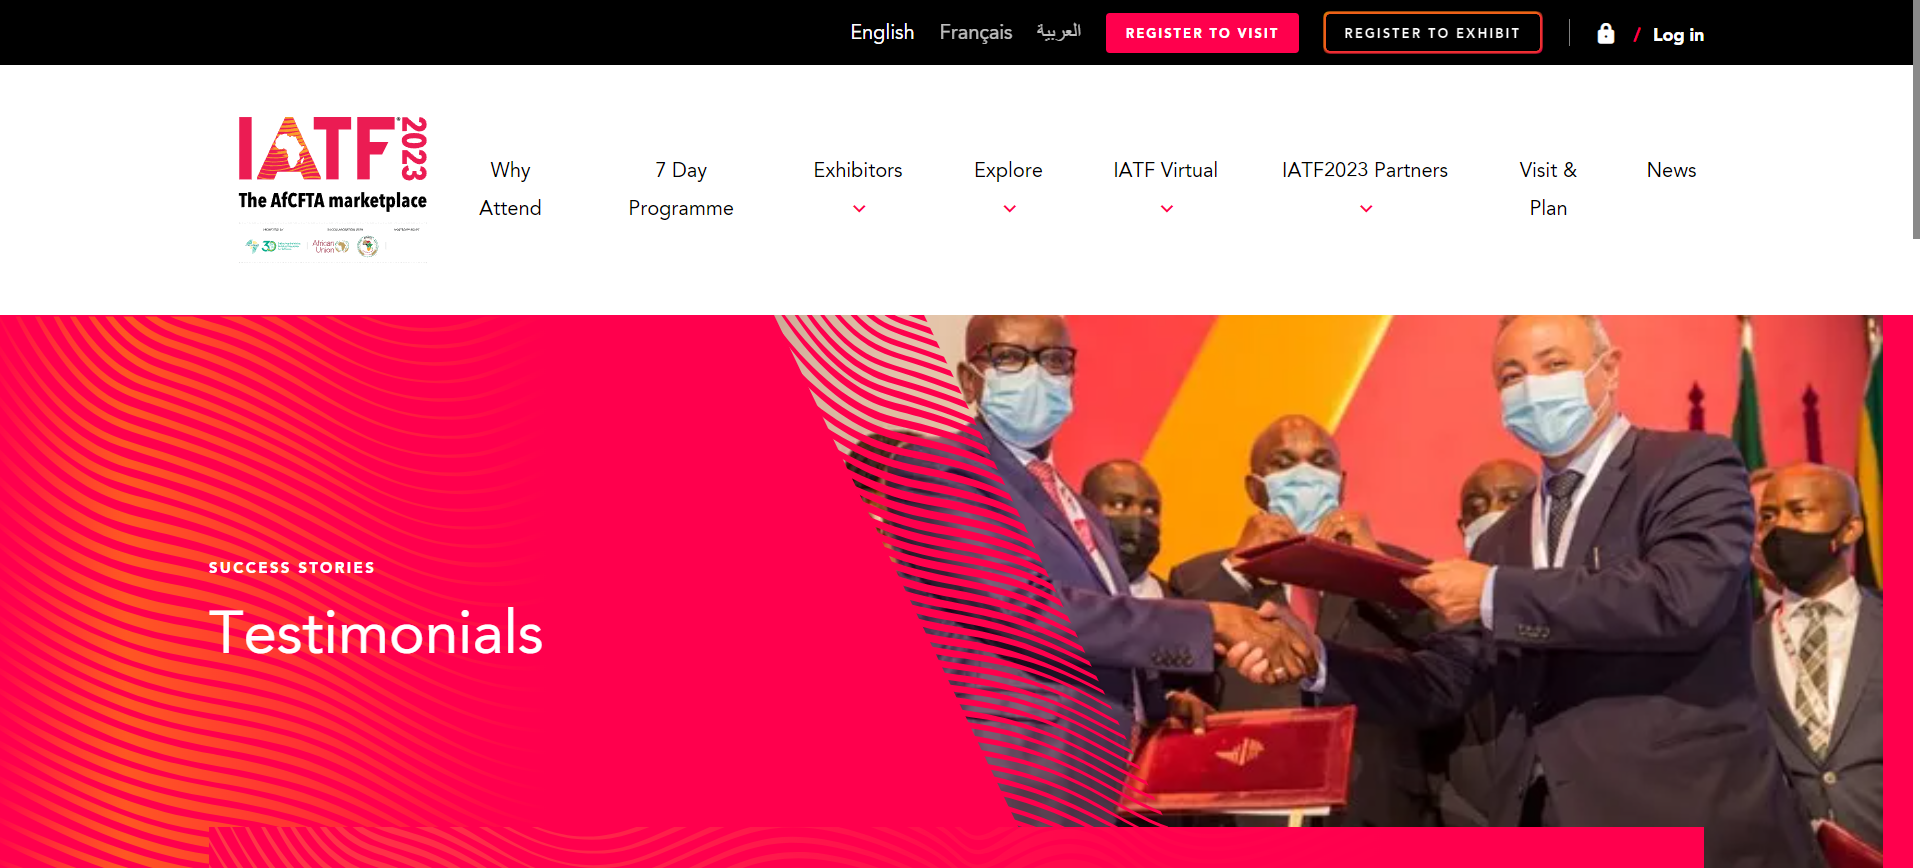 English Français العربية REGISTER TO VISIT REGISTER TO EXHIBIT / Log in
IATF 2023
The AfCFTA marketplace
African
Union
Why
Attend
7 Day
Programme
Exhibitors
Explore
IATF Virtual
IATF2023 Partners
Visit &
Plan
News
SUCCESS STORIES
Testimonials